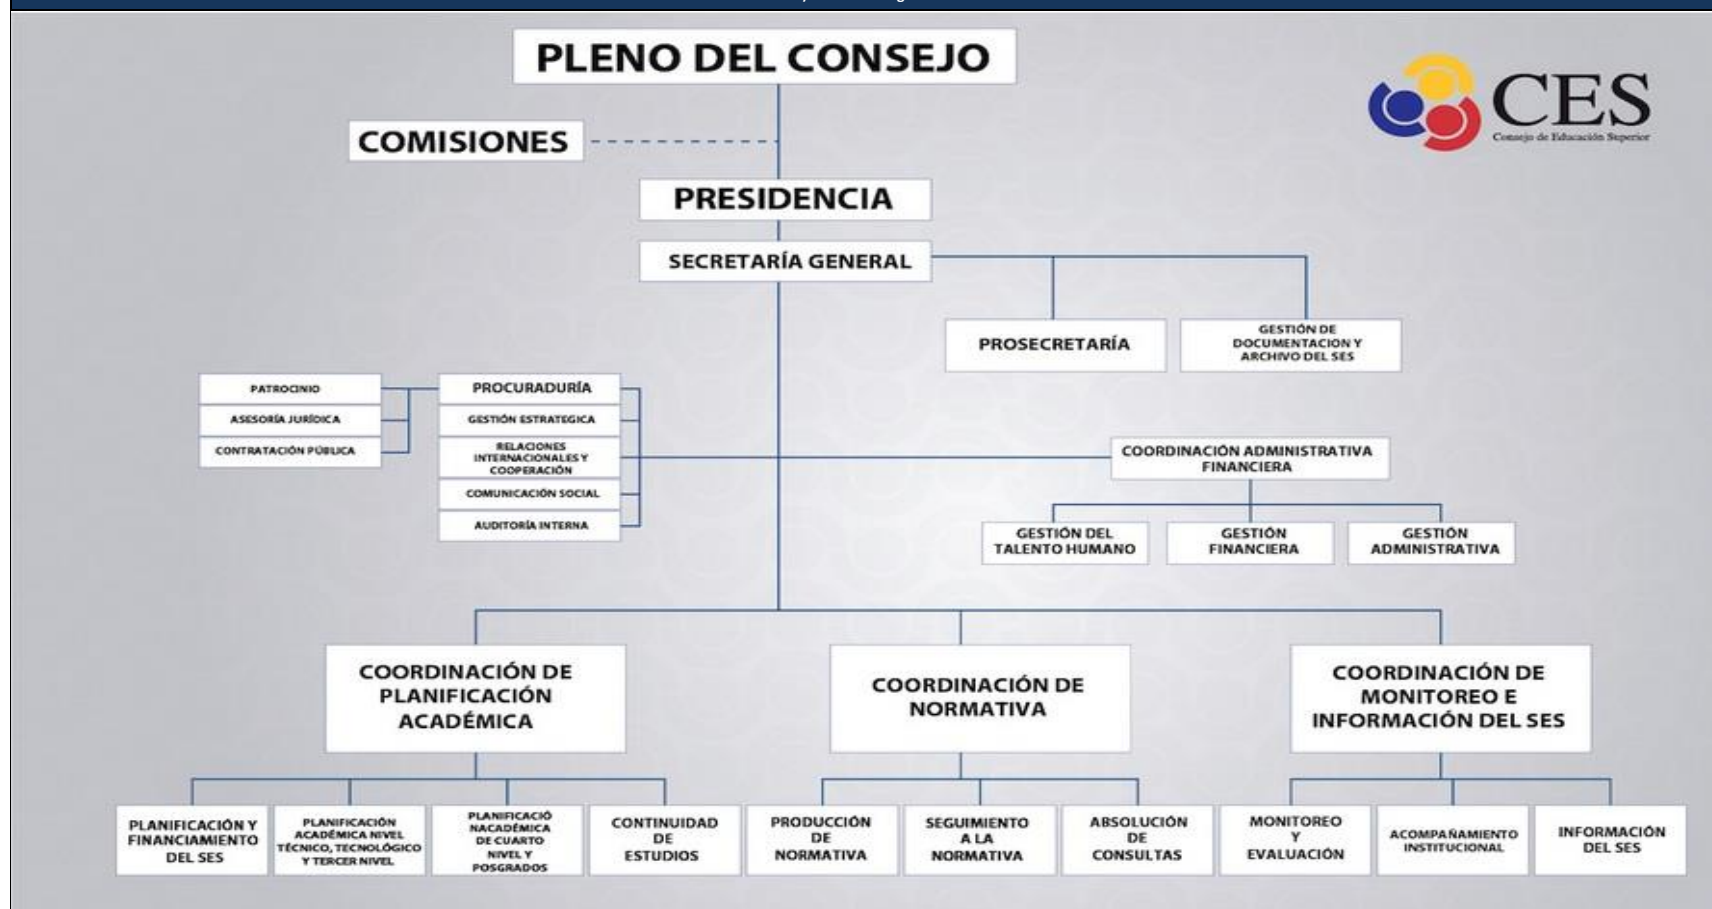 PLENO DEL CONSEJO
CES
Consejo de Educación Superior
COMISIONES
PRESIDENCIA
SECRETARÍA GENERAL
PROSECRETARÍA
GESTIÓN DE
DOCUMENTACION Y
ARCHIVO DEL SES
PATROCINIO
ASESORÍA JURÍDICA
CONTRATACIÓN PÚBLICA
PROCURADURÍA
GESTIÓN ESTRATEGICA
RELACIONES
INTERNACIONALES Y
COOPERACIÓN
COMUNICACIÓN SOCIAL
AUDITORÍA INTERNA
COORDINACIÓN ADMINISTRATIVA
FINANCIERA
GESTIÓN DEL
TALENTO HUMANO
GESTIÓN
FINANCIERA
GESTIÓN
ADMINISTRATIVA
COORDINACIÓN DE
PLANIFICACIÓN
ACADÉMICA
COORDINACIÓN DE
NORMATIVA
COORDINACIÓN DE
MONITOREO E
INFORMACIÓN DEL SES
PLANIFICACIÓN Y
FINANCIAMIENTO
DEL SES
PLANIFICACIÓN
ACADÉMICA NIVEL
TÉCNICO, TECNOLÓGICO
Y TERCER NIVEL
PLANIFICACIÓ
NACADÉMICA
DE CUARTO
NIVEL Y
POSGRADOS
CONTINUIDAD
DE
ESTUDIOS
PRODUCCIÓN
DE
NORMATIVA
SEGUIMIENTO
A LA
NORMATIVA
ABSOLUCIÓN
DE
CONSULTAS
MONITOREO
Y
EVALUACIÓN
ACOMPAÑAMIENTO
INSTITUCIONAL
INFORMACIÓN
DEL SES